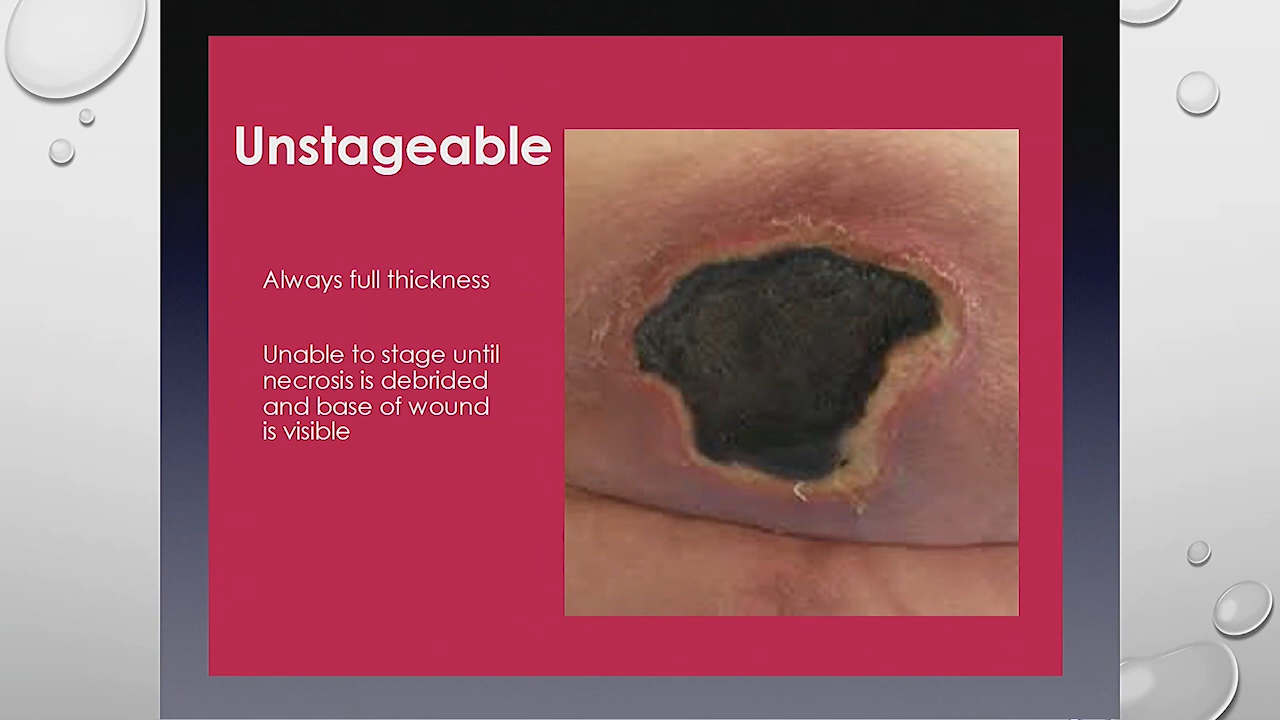 Unstageable
Always full thickness
Unable to stage until
necrosis is debrided
and base of wound
is visible